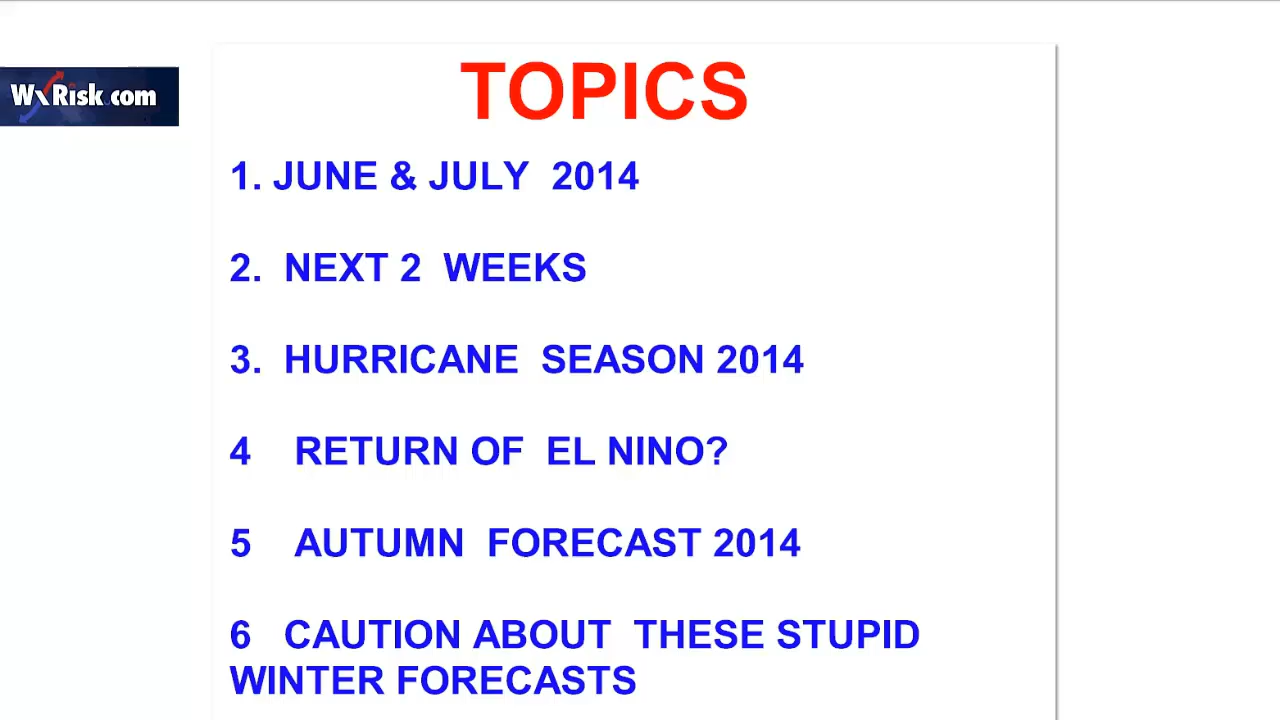 TOPICS
WxRisk.com
1. JUNE & JULY 2014
2. NEXT 2 WEEKS
3. HURRICANE SEASON 2014
4 RETURN OF EL NINO?
5 AUTUMN FORECAST 2014
6 CAUTION ABOUT THESE STUPID
WINTER FORECASTS